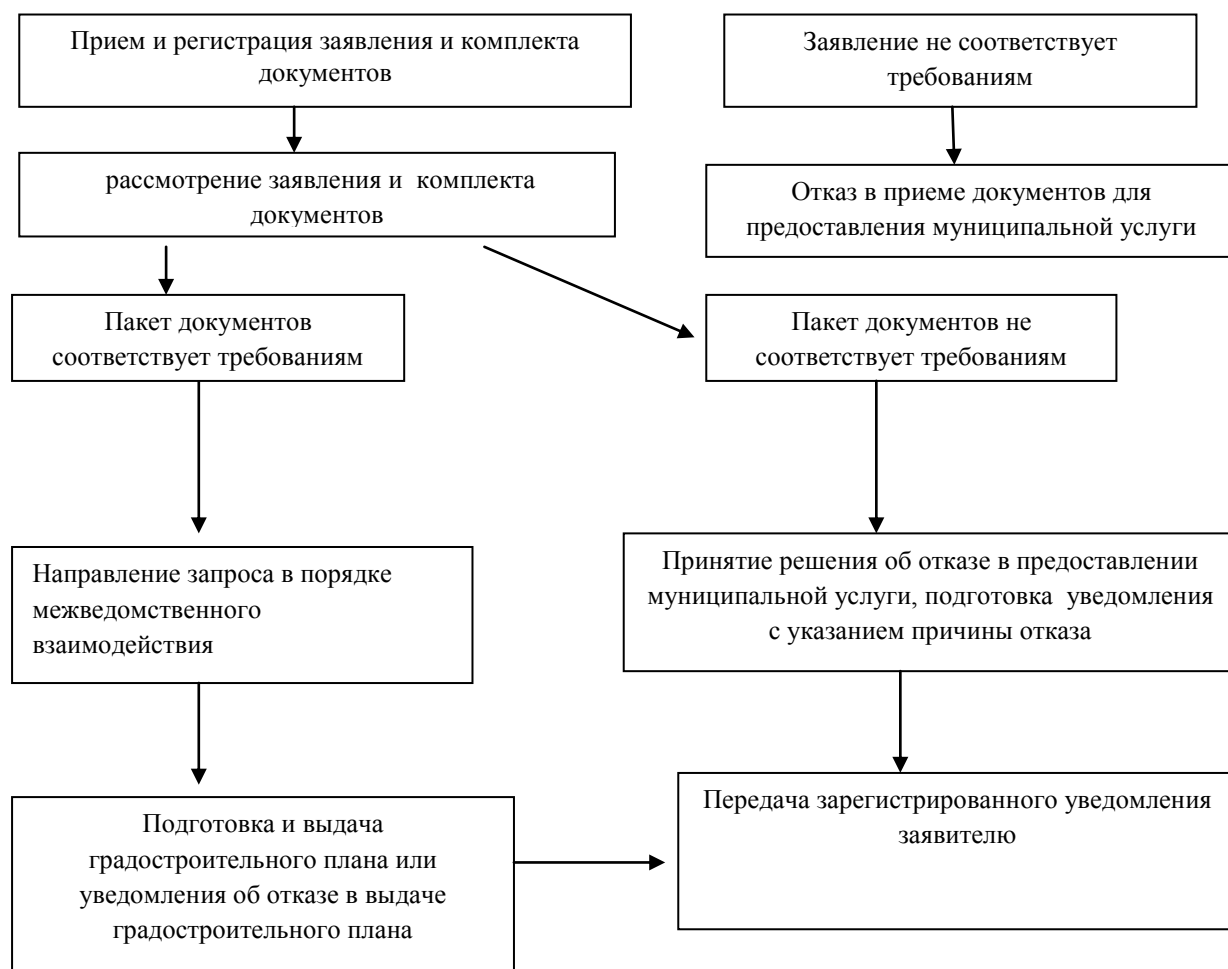 Прием и регистрация заявления и комплекта
документов
Заявление не соответствует
требованиям
рассмотрение заявления и  комплекта
документов
Отказ в приеме документов для
предоставления муниципальной услуги
Пакет документов
соответствует требованиям
Пакет документов не
соответствует требованиям
Направление запроса в порядке
межведомственного
взаимодействия
Принятие решения об отказе в предоставлении
муниципальной услуги, подготовка  уведомления
с указанием причины отказа
Подготовка и выдача
градостроительного плана или
уведомления об отказе в выдаче
градостроительного плана
Передача зарегистрированного уведомления
заявителю